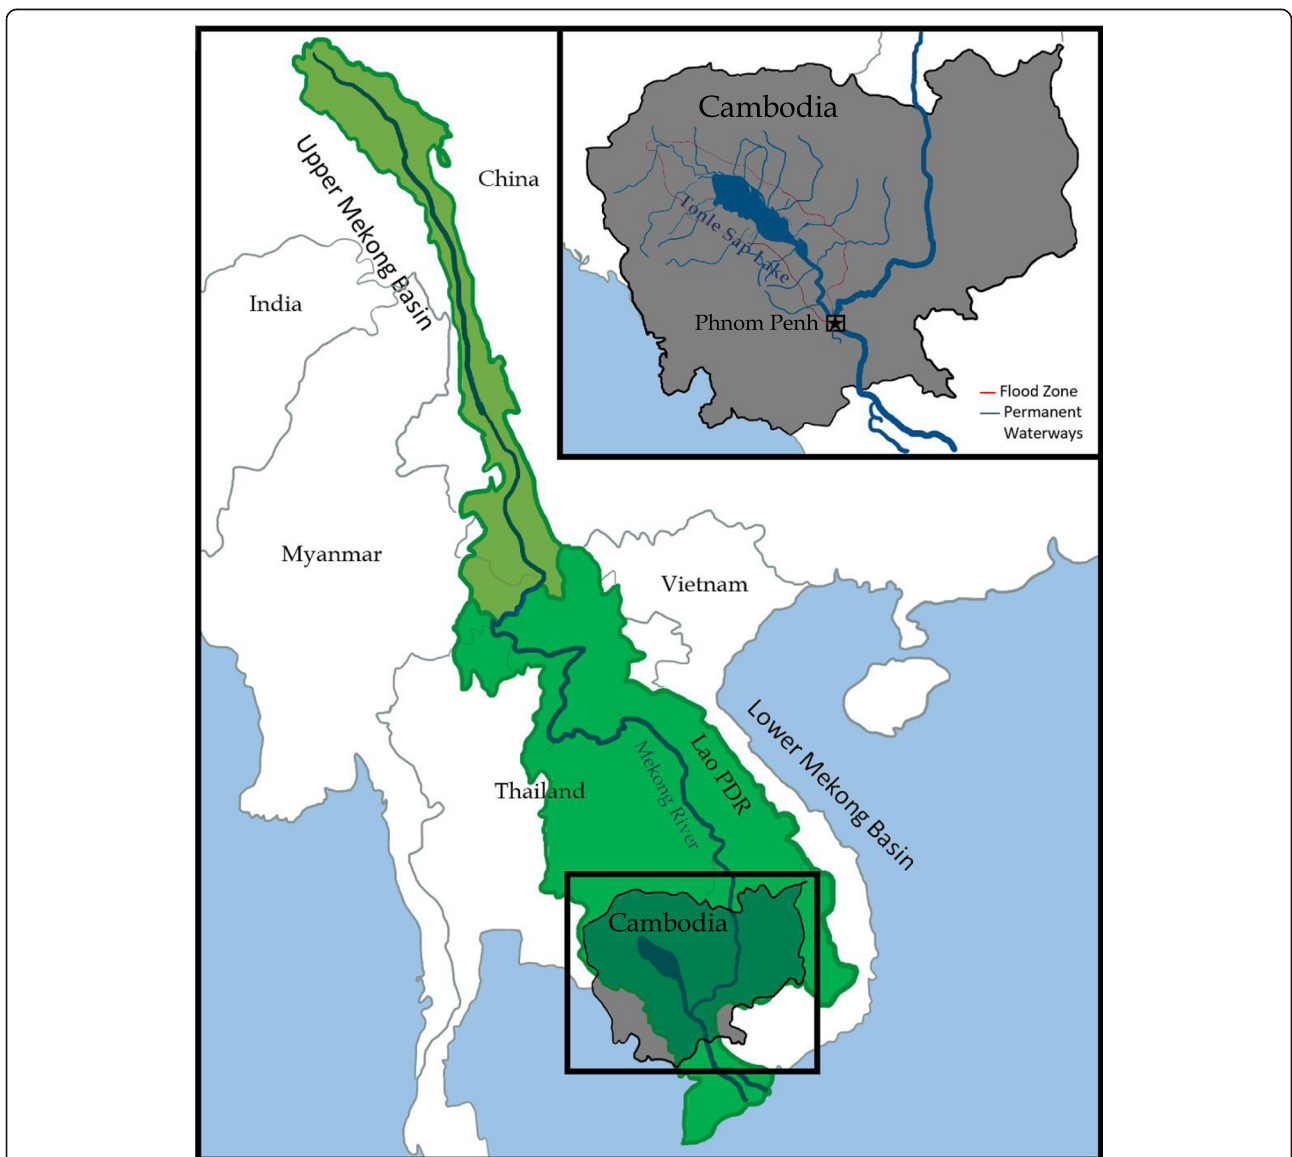 Cambodia
Tonle Sap Lake
Phnom Penh
Flood Zone
Permanent
Waterways
Upper Mekong Basin
China
India
Myanmar
Vietnam
Lower Mekong Basin
Lao PDR
Mekong River
Thailand
Cambodia